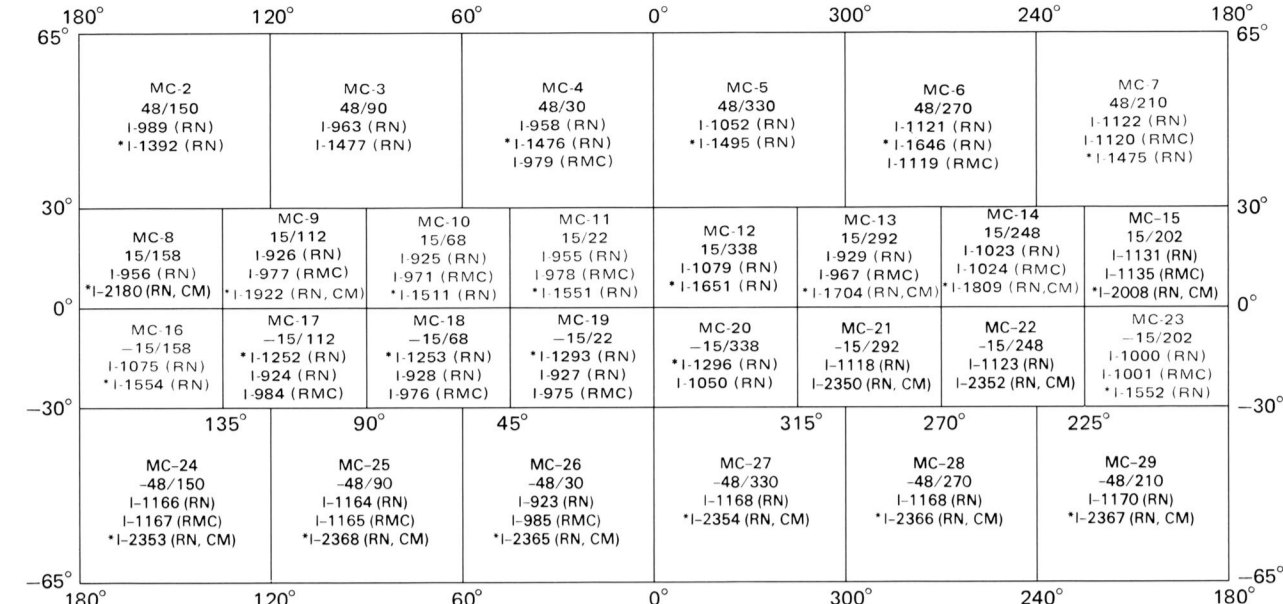 180° 120° 60° 0° 300° 240° 180°
65° 65°
MC-2
48/150
I-989 (RN)
*I-1392 (RN)
MC-3
48/90
I-963 (RN)
I-1477 (RN)
MC-4
48/30
I-958 (RN)
*I-1476 (RN)
I-979 (RMC)
MC-5
48/330
I-1052 (RN)
*I-1495 (RN)
MC-6
48/270
I-1121 (RN)
*I-1646 (RN)
I-1119 (RMC)
MC-7
48/210
I-1122 (RN)
I-1120 (RMC)
*I-1475 (RN)
30° 30°
MC-8
15/158
I-956 (RN)
*I-2180 (RN, CM)
MC-9
15/112
I-926 (RN)
I-977 (RMC)
*I-1922 (RN, CM)
MC-10
15/68
I-925 (RN)
I-971 (RMC)
*I-1511 (RN)
MC-11
15/22
I-955 (RN)
I-978 (RMC)
*I-1551 (RN)
MC-12
15/338
I-1079 (RN)
*I-1651 (RN)
MC-13
15/292
I-929 (RN)
I-967 (RMC)
*I-1704 (RN,CM)
MC-14
15/248
I-1023 (RN)
I-1024 (RMC)
*I-1809 (RN,CM)
MC-15
15/202
I-1131 (RN)
I-1135 (RMC)
*I-2008 (RN, CM)
0° 0°
MC-16
-15/158
I-1075 (RN)
*I-1554 (RN)
MC-17
-15/112
*I-1252 (RN)
I-924 (RN)
I-984 (RMC)
MC-18
-15/68
*I-1253 (RN)
I-928 (RN)
I-976 (RMC)
MC-19
-15/22
*I-1293 (RN)
I-927 (RN)
I-975 (RMC)
MC-20
-15/338
*I-1296 (RN)
I-1050 (RN)
MC-21
-15/292
I-1118 (RN)
I-2350 (RN, CM)
MC-22
-15/248
I-1123 (RN)
I-2352 (RN, CM)
MC-23
-15/202
I-1000 (RN)
I-1001 (RMC)
*I-1552 (RN)
-30° -30°
135° 90° 45° 315° 270° 225°
MC-24
-48/150
I-1166 (RN)
I-1167 (RMC)
*I-2353 (RN, CM)
MC-25
-48/90
I-1164 (RN)
I-1165 (RMC)
*I-2368 (RN, CM)
MC-26
-48/30
I-923 (RN)
I-985 (RMC)
*I-2365 (RN, CM)
MC-27
-48/330
I-1168 (RN)
*I-2354 (RN, CM)
MC-28
-48/270
I-1168 (RN)
*I-2366 (RN, CM)
MC-29
-48/210
I-1170 (RN)
*I-2367 (RN, CM)
-65° -65°
180° 120° 60° 0° 300° 240° 180°